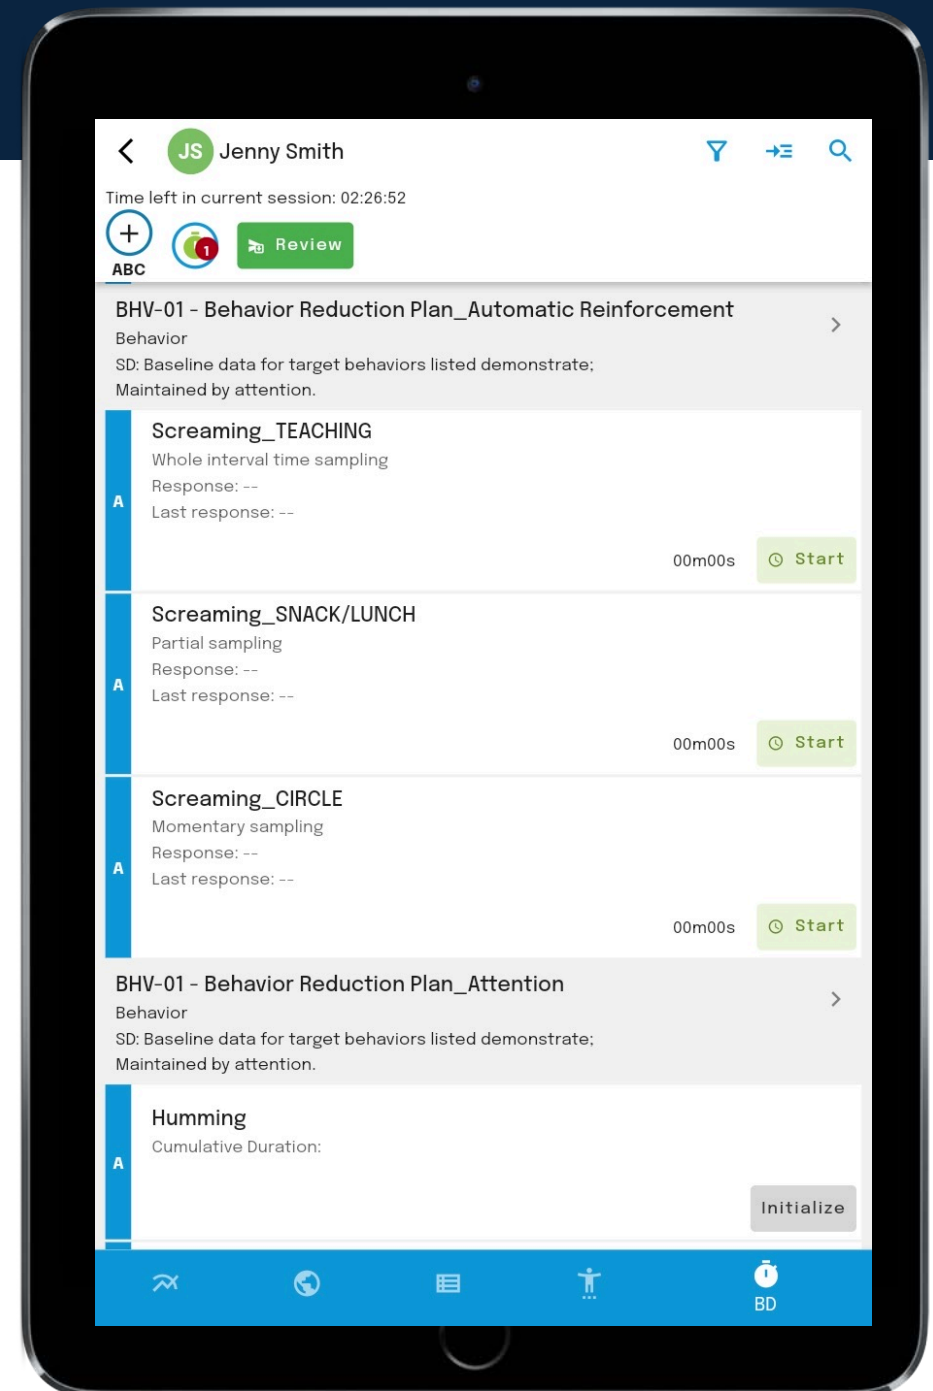 JS Jenny Smith
Time left in current session: 02:26:52
ABC
1
Review
BHV-01 - Behavior Reduction Plan_Automatic Reinforcement
Behavior
SD: Baseline data for target behaviors listed demonstrate;
Maintained by attention.
A
Screaming_TEACHING
Whole interval time sampling
Response: --
Last response: --
00m00s
Start
A
Screaming_SNACK/LUNCH
Partial sampling
Response: --
Last response: --
00m00s
Start
A
Screaming_CIRCLE
Momentary sampling
Response: --
Last response: --
00m00s
Start
BHV-01 - Behavior Reduction Plan_Attention
Behavior
SD: Baseline data for target behaviors listed demonstrate;
Maintained by attention.
A
Humming
Cumulative Duration:
Initialize
BD